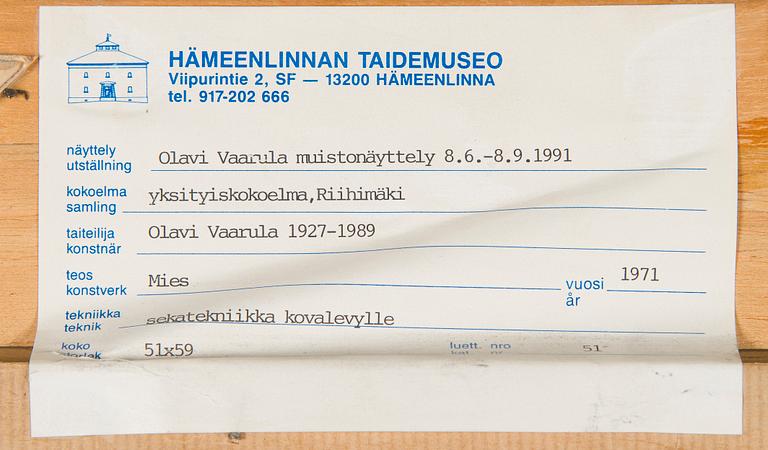 HÄMEENLINNAN TAIDEMUSEO
Viipurintie 2, SF — 13200 HÄMEENLINNA
tel. 917-202 666
näyttely
utställning
Olavi Vaarula muistonäyttely 8.6.-8.9.1991
kokoelma
samling
yksityiskokoelma,Riihimäki
taiteilija
konstnär
Olavi Vaarula 1927-1989
teos
konstverk
Mies
vuosi
år
1971
tekniikka
teknik
sekatekniikka kovalevylle
koko
51x59
luett. nro
51